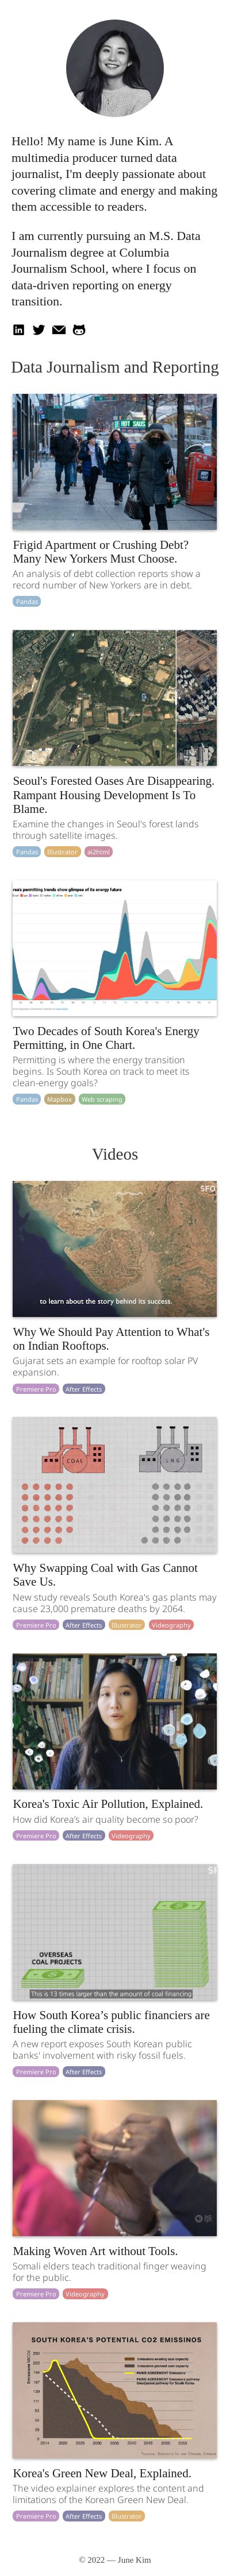 Hello! My name is June Kim. A
multimedia producer turned data
journalist, I'm deeply passionate about
covering climate and energy and making
them accessible to readers.
I am currently pursuing an M.S. Data
Journalism degree at Columbia
Journalism School, where I focus on
data-driven reporting on energy
transition.
in
Data Journalism and Reporting
HOT SADS
Frigid Apartment or Crushing Debt?
Many New Yorkers Must Choose.
An analysis of debt collection reports show a
record number of New Yorkers are in debt.
Pandas
Seoul's Forested Oases Are Disappearing.
Rampant Housing Development Is To
Blame.
Examine the changes in Seoul's forest lands
through satellite images.
Pandas Illustrator ai2html
permitting trends show glimpse of its energy future
Two Decades of South Korea's Energy
Permitting, in One Chart.
Permitting is where the energy transition
begins. Is South Korea on track to meet its
clean-energy goals?
Pandas Mapbox Web scraping
Videos
SFO
to learn about the story behind its success.
Why We Should Pay Attention to What's
on Indian Rooftops.
Gujarat sets an example for rooftop solar PV
expansion.
Premiere Pro After Effects
COAL LNG
Why Swapping Coal with Gas Cannot
Save Us.
New study reveals South Korea's gas plants may
cause 23,000 premature deaths by 2064.
Premiere Pro After Effects Illustrator Videography
Korea's Toxic Air Pollution, Explained.
How did Korea’s air quality become so poor?
Premiere Pro After Effects Videography
OVERSEAS
COAL PROJECTS
This is 13 times larger than the amount of coal financing
How South Korea’s public financiers are
fueling the climate crisis.
A new report exposes South Korean public
banks' involvement with risky fossil fuels.
Premiere Pro After Effects
Making Woven Art without Tools.
Somali elders teach traditional finger weaving
for the public.
Premiere Pro Videography
SOUTH KOREA'S POTENTIAL CO2 EMISSINOS
Korea's Green New Deal, Explained.
The video explainer explores the content and
limitations of the Korean Green New Deal.
Premiere Pro After Effects Illustrator
© 2022 — June Kim